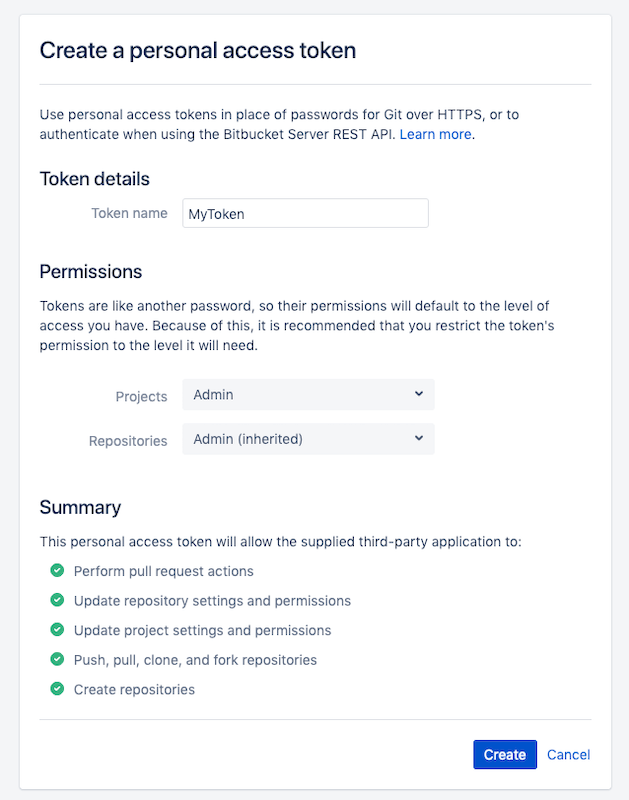 Create a personal access token
Use personal access tokens in place of passwords for Git over HTTPS, or to
authenticate when using the Bitbucket Server REST API. Learn more.
Token details
Token name MyToken
Permissions
Tokens are like another password, so their permissions will default to the level of
access you have. Because of this, it is recommended that you restrict the token's
permission to the level it will need.
Projects Admin
Repositories Admin (inherited)
Summary
This personal access token will allow the supplied third-party application to:
Perform pull request actions
Update repository settings and permissions
Update project settings and permissions
Push, pull, clone, and fork repositories
Create repositories
Create Cancel